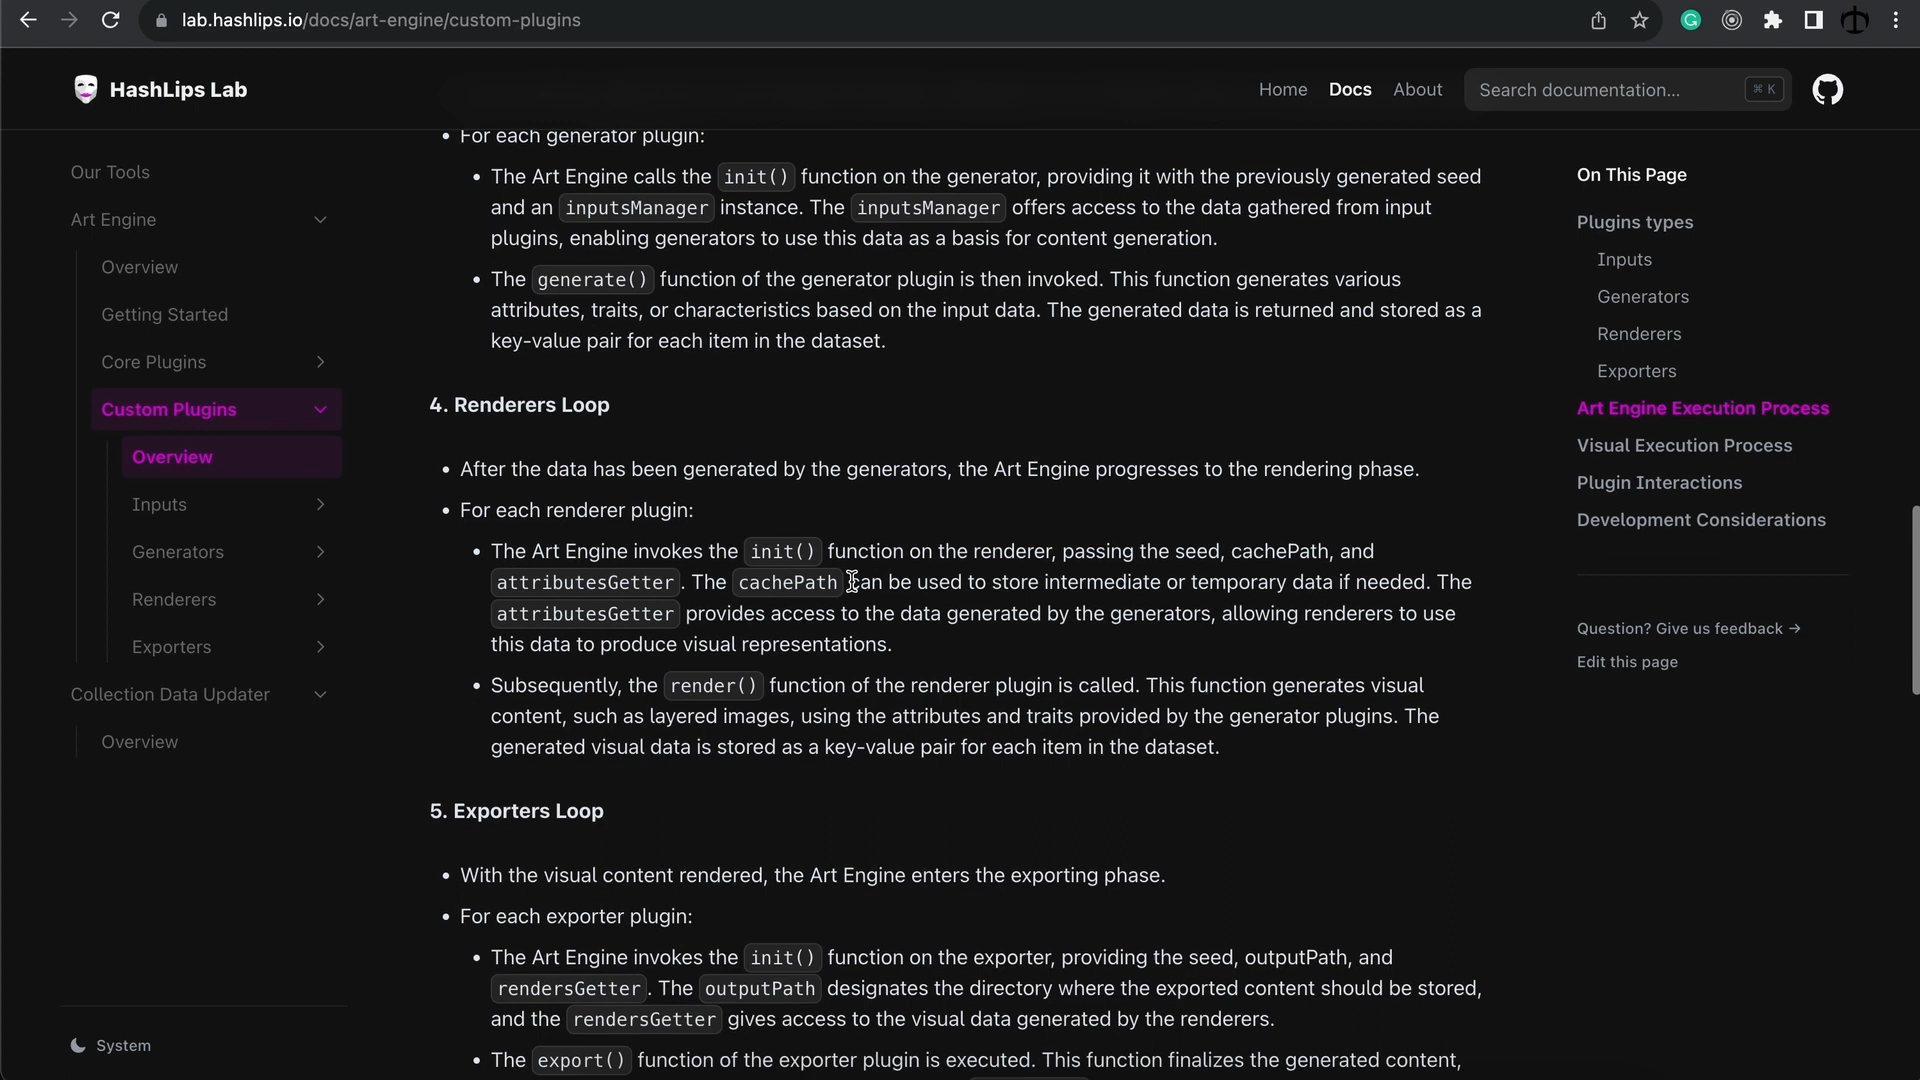 lab.hashlips.io/docs/art-engine/custom-plugins
HashLips Lab
Home
Docs
About
Search documentation...
⌘ K
Our Tools
Art Engine
Overview
Getting Started
Core Plugins
Custom Plugins
Overview
Inputs
Generators
Renderers
Exporters
Collection Data Updater
Overview
System
• For each generator plugin:
• The Art Engine calls the init() function on the generator, providing it with the previously generated seed
and an inputsManager instance. The inputsManager offers access to the data gathered from input
plugins, enabling generators to use this data as a basis for content generation.
• The generate() function of the generator plugin is then invoked. This function generates various
attributes, traits, or characteristics based on the input data. The generated data is returned and stored as a
key-value pair for each item in the dataset.
4. Renderers Loop
• After the data has been generated by the generators, the Art Engine progresses to the rendering phase.
• For each renderer plugin:
• The Art Engine invokes the init() function on the renderer, passing the seed, cachePath, and
attributesGetter. The cachePath can be used to store intermediate or temporary data if needed. The
attributesGetter provides access to the data generated by the generators, allowing renderers to use
this data to produce visual representations.
• Subsequently, the render() function of the renderer plugin is called. This function generates visual
content, such as layered images, using the attributes and traits provided by the generator plugins. The
generated visual data is stored as a key-value pair for each item in the dataset.
5. Exporters Loop
• With the visual content rendered, the Art Engine enters the exporting phase.
• For each exporter plugin:
• The Art Engine invokes the init() function on the exporter, providing the seed, outputPath, and
rendersGetter. The outputPath designates the directory where the exported content should be stored,
and the rendersGetter gives access to the visual data generated by the renderers.
• The export() function of the exporter plugin is executed. This function finalizes the generated content,
On This Page
Plugins types
Inputs
Generators
Renderers
Exporters
Art Engine Execution Process
Visual Execution Process
Plugin Interactions
Development Considerations
Question? Give us feedback →
Edit this page